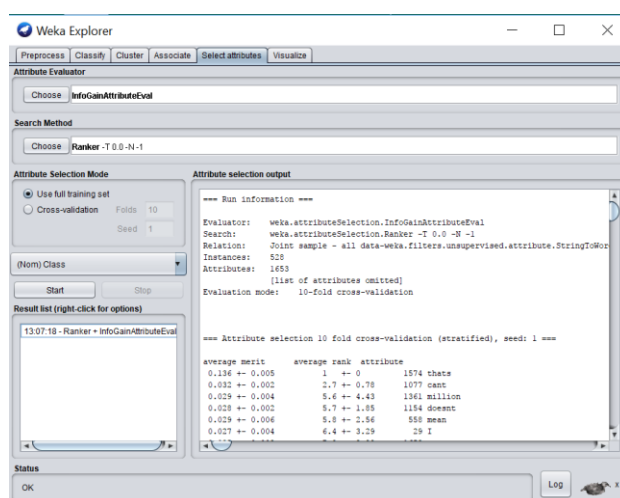 Weka Explorer
Preprocess Classify Cluster Associate Select attributes Visualize
Attribute Evaluator
Choose InfoGainAttributeEval
Search Method
Choose Ranker -T 0.0 -N -1
Attribute Selection Mode
Use full training set
Cross-validation Folds 10
Seed 1
(Nom) Class
Start Stop
Result list (right-click for options)
13:07:18 - Ranker + InfoGainAttributeEval
Attribute selection output
=== Run information ===
Evaluator: weka.attributeSelection.InfoGainAttributeEval
Search: weka.attributeSelection.Ranker -T 0.0 -N -1
Relation: Joint sample - all data-weka.filters.unsupervised.attribute.StringToWor
Instances: 528
Attributes: 1653
[list of attributes omitted]
Evaluation mode: 10-fold cross-validation
=== Attribute selection 10 fold cross-validation (stratified), seed: 1 ===
average merit average rank attribute
0.136 +- 0.005 1 +- 0 1574 thats
0.032 +- 0.002 2.7 +- 0.78 1077 cant
0.029 +- 0.004 5.6 +- 4.43 1361 million
0.028 +- 0.002 5.7 +- 1.85 1154 doesnt
0.029 +- 0.006 5.8 +- 2.56 558 mean
0.027 +- 0.004 6.4 +- 3.29 29 I
Status
OK
Log
x